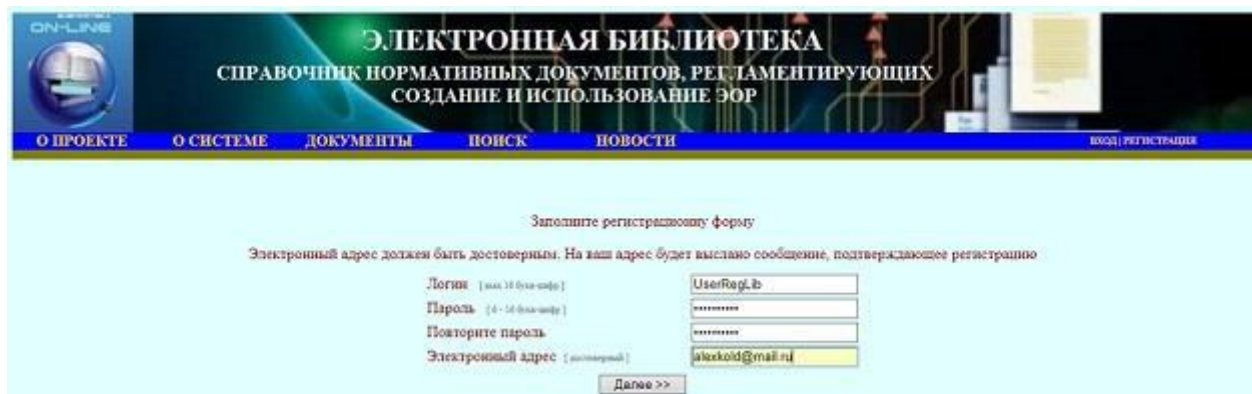 ON-LINE
ЭЛЕКТРОННАЯ БИБЛИОТЕКА
СПРАВОЧНИК НОРМАТИВНЫХ ДОКУМЕНТОВ, РЕГЛАМЕНТИРУЮЩИХ
СОЗДАНИЕ И ИСПОЛЬЗОВАНИЕ ЭОР
О ПРОЕКТЕ О СИСТЕМЕ ДОКУМЕНТЫ ПОИСК НОВОСТИ ВХОД | РЕГИСТРАЦИЯ
Заполните регистрационну форму
Электронный адрес должен быть достоверным. На ваш адрес будет выслано сообщение, подтверждающее регистрацию
Логин UserRegLib
Пароль
Повторите пароль
Электронный адрес [ достоверный ] alexkold@mail.ru
Далее >>